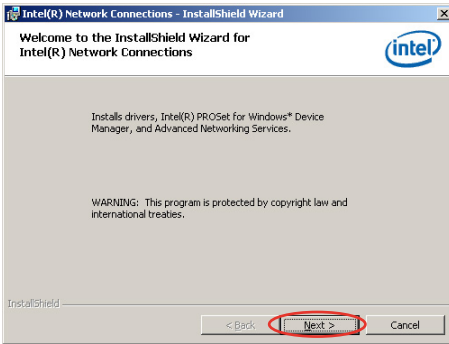 Intel(R) Network Connections - InstallShield Wizard
Welcome to the InstallShield Wizard for
Intel(R) Network Connections
intel
Installs drivers, Intel(R) PROSet for Windows* Device
Manager, and Advanced Networking Services.
WARNING: This program is protected by copyright law and
international treaties.
InstallShield
< Back
Next >
Cancel